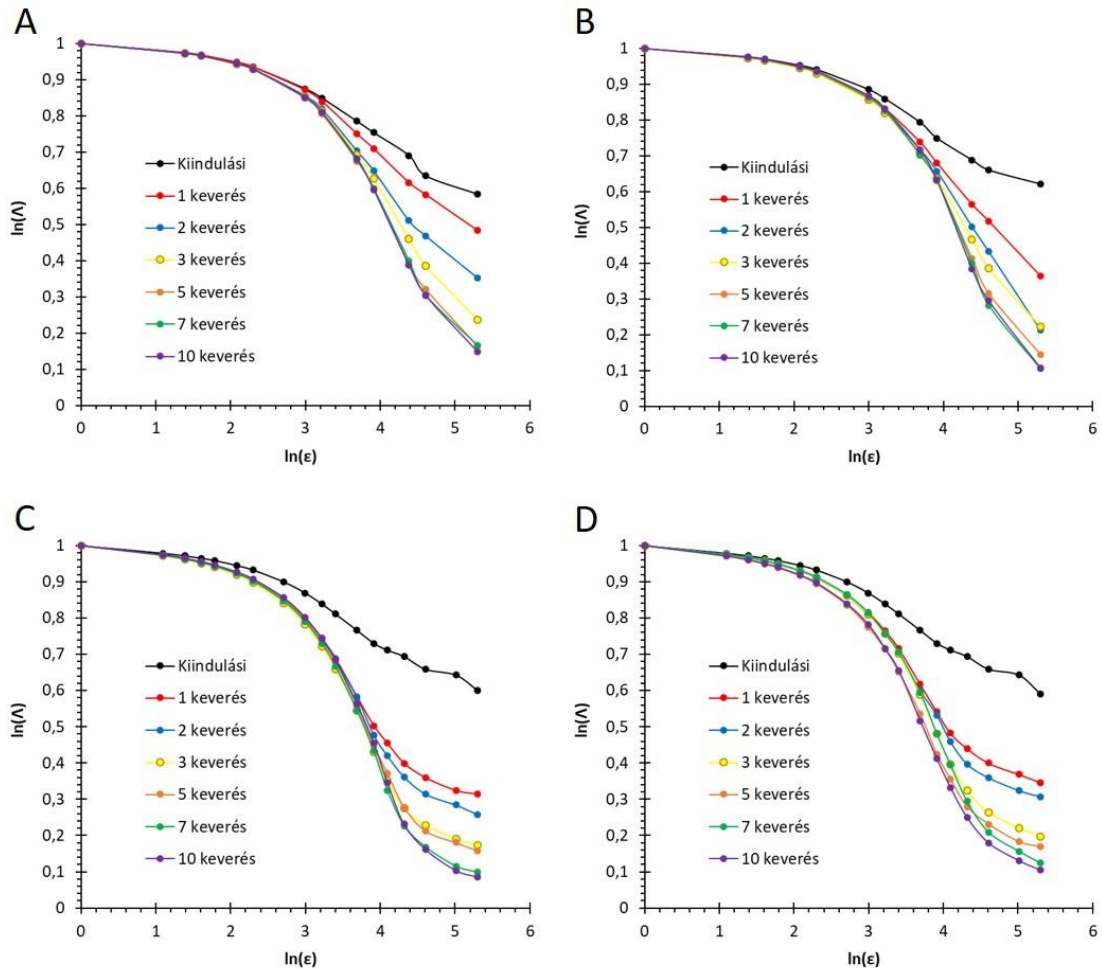 A
1
0,9
0,8
0,7
0,6
0,5
0,4
0,3
0,2
0,1
0
ln(Λ)
Kiindulási
1 keverés
2 keverés
3 keverés
5 keverés
7 keverés
10 keverés
0 1 2 3 4 5 6
ln(ε)
B
1
0,9
0,8
0,7
0,6
0,5
0,4
0,3
0,2
0,1
0
ln(Λ)
Kiindulási
1 keverés
2 keverés
3 keverés
5 keverés
7 keverés
10 keverés
0 1 2 3 4 5 6
ln(ε)
C
1
0,9
0,8
0,7
0,6
0,5
0,4
0,3
0,2
0,1
0
ln(Λ)
Kiindulási
1 keverés
2 keverés
3 keverés
5 keverés
7 keverés
10 keverés
0 1 2 3 4 5 6
ln(ε)
D
1
0,9
0,8
0,7
0,6
0,5
0,4
0,3
0,2
0,1
0
ln(Λ)
Kiindulási
1 keverés
2 keverés
3 keverés
5 keverés
7 keverés
10 keverés
0 1 2 3 4 5 6
ln(ε)